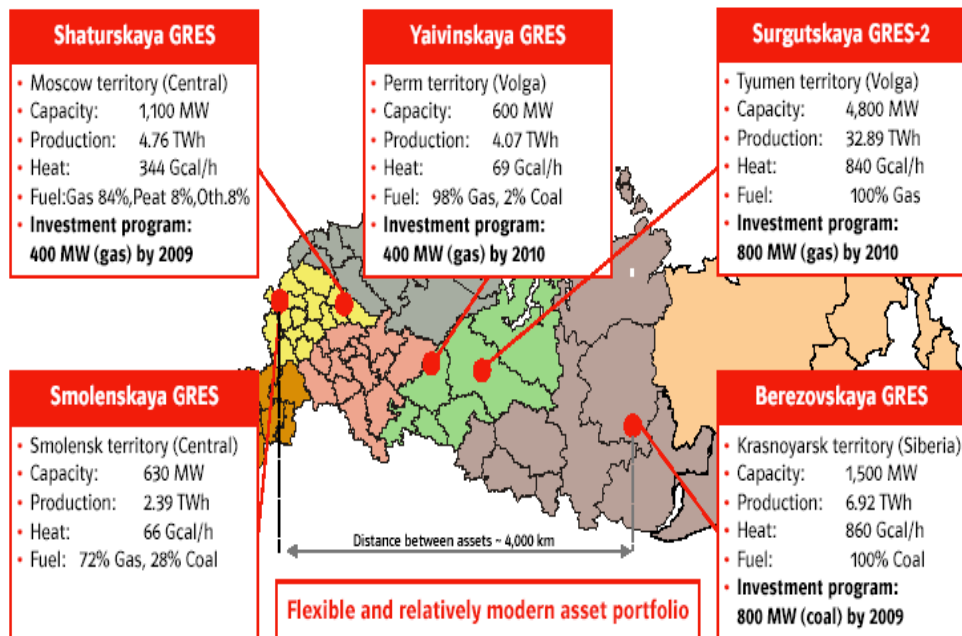 Shaturskaya GRES
• Moscow territory (Central)
• Capacity: 1,100 MW
• Production: 4.76 TWh
• Heat: 344 Gcal/h
• Fuel:Gas 84%,Peat 8%,Oth.8%
• Investment program:
400 MW (gas) by 2009
Yaivinskaya GRES
• Perm territory (Volga)
• Capacity: 600 MW
• Production: 4.07 TWh
• Heat: 69 Gcal/h
• Fuel: 98% Gas, 2% Coal
• Investment program:
400 MW (gas) by 2010
Surgutskaya GRES-2
• Tyumen territory (Volga)
• Capacity: 4,800 MW
• Production: 32.89 TWh
• Heat: 840 Gcal/h
• Fuel: 100% Gas
• Investment program:
800 MW (gas) by 2010
Smolenskaya GRES
• Smolensk territory (Central)
• Capacity: 630 MW
• Production: 2.39 TWh
• Heat: 66 Gcal/h
• Fuel: 72% Gas, 28% Coal
Berezovskaya GRES
• Krasnoyarsk territory (Siberia)
• Capacity: 1,500 MW
• Production: 6.92 TWh
• Heat: 860 Gcal/h
• Fuel: 100% Coal
• Investment program:
800 MW (coal) by 2009
Distance between assets ~ 4,000 km
Flexible and relatively modern asset portfolio